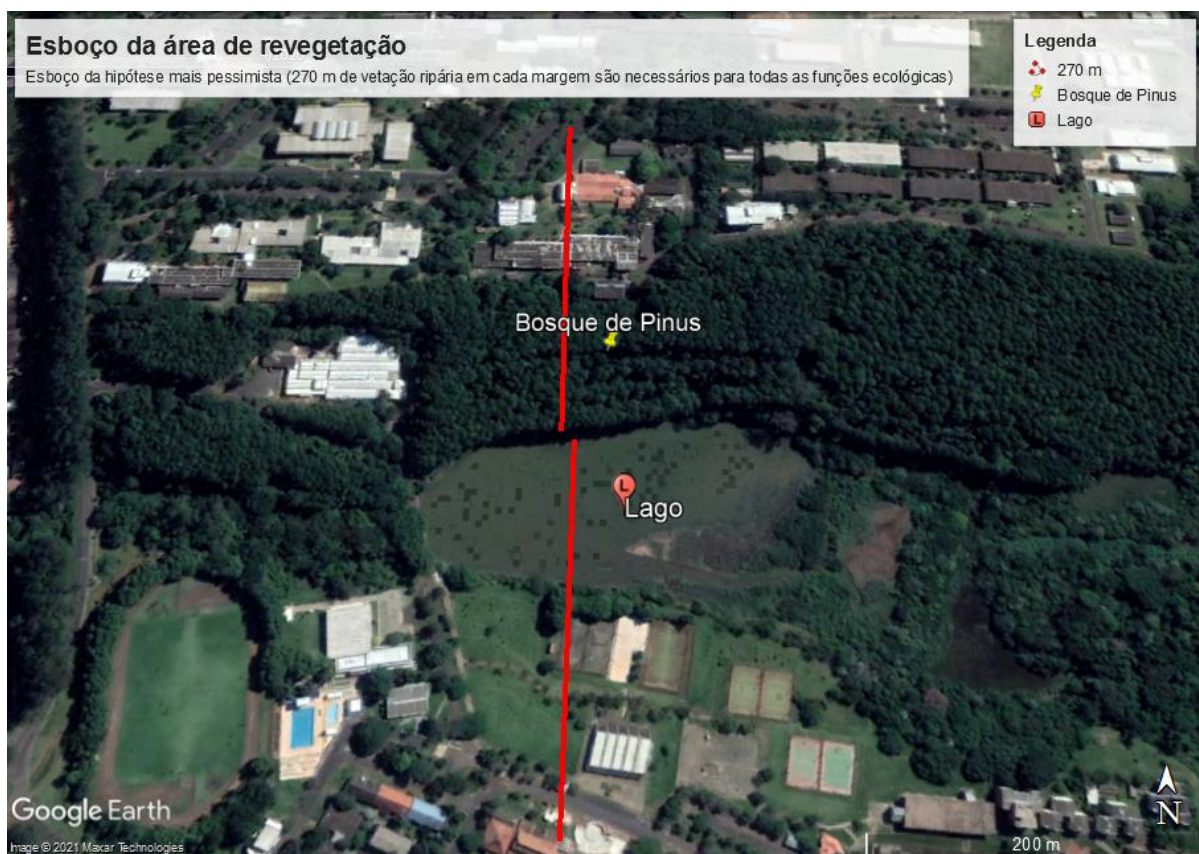 Esboço da área de revegetação
Esboço da hipótese mais pessimista (270 m de vetação ripária em cada margem são necessários para todas as funções ecológicas)
Legenda
270 m
Bosque de Pinus
L Lago
Bosque de Pinus
L
Lago
Google Earth
Image © 2021 Maxar Technologies
N
200 m